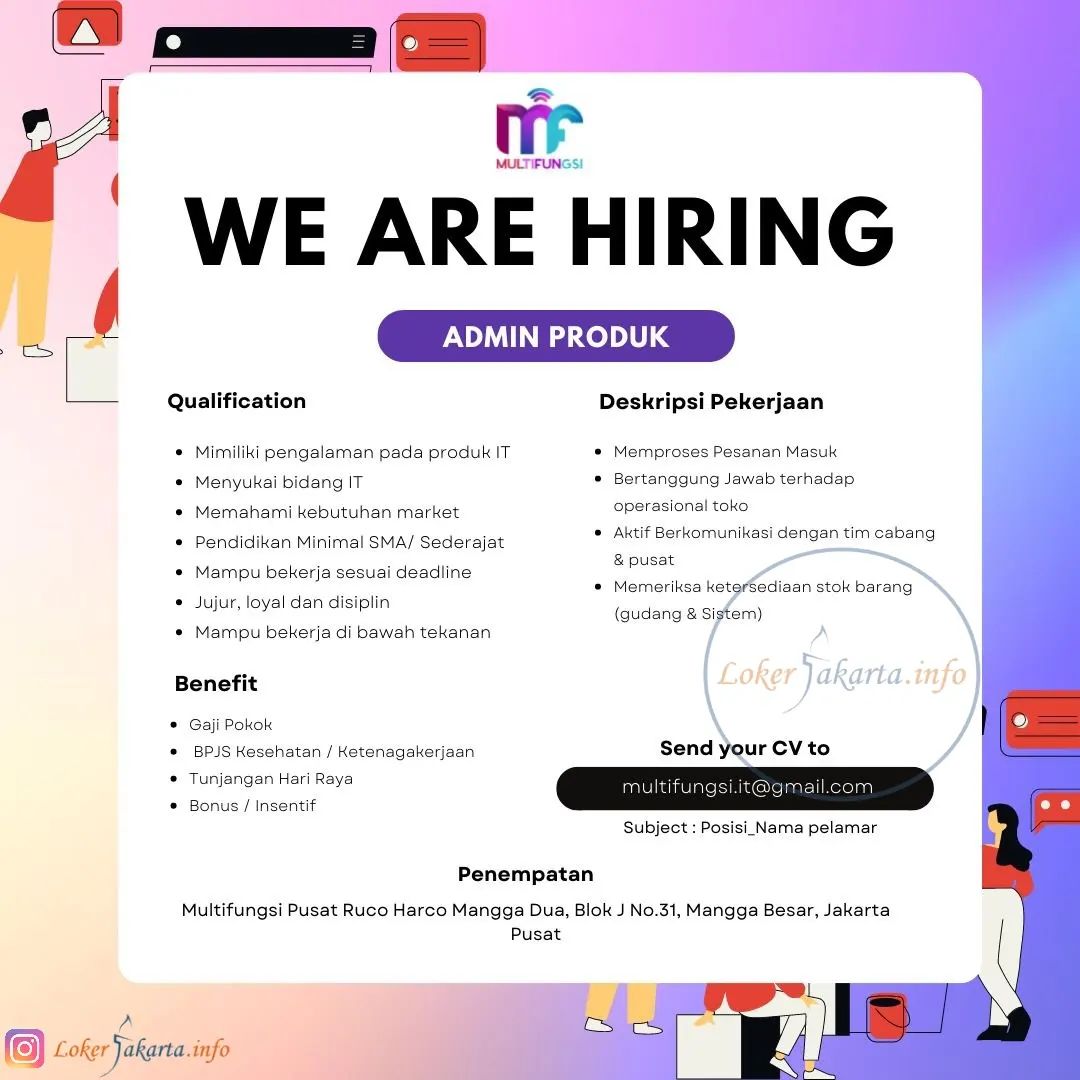 MULTIFUNGSI
WE ARE HIRING
ADMIN PRODUK
Qualification
Mimiliki pengalaman pada produk IT
Menyukai bidang IT
Memahami kebutuhan market
Pendidikan Minimal SMA/ Sederajat
Mampu bekerja sesuai deadline
Jujur, loyal dan disiplin
Mampu bekerja di bawah tekanan
Benefit
Gaji Pokok
BPJS Kesehatan / Ketenagakerjaan
Tunjangan Hari Raya
Bonus / Insentif
Deskripsi Pekerjaan
Memproses Pesanan Masuk
Bertanggung Jawab terhadap
operasional toko
Aktif Berkomunikasi dengan tim cabang
& pusat
Memeriksa ketersediaan stok barang
(gudang & Sistem)
Loker Jakarta.info
Send your CV to
multifungsi.it@gmail.com
Subject : Posisi_Nama pelamar
Penempatan
Multifungsi Pusat Ruco Harco Mangga Dua, Blok J No.31, Mangga Besar, Jakarta
Pusat
Loker Jakarta.info